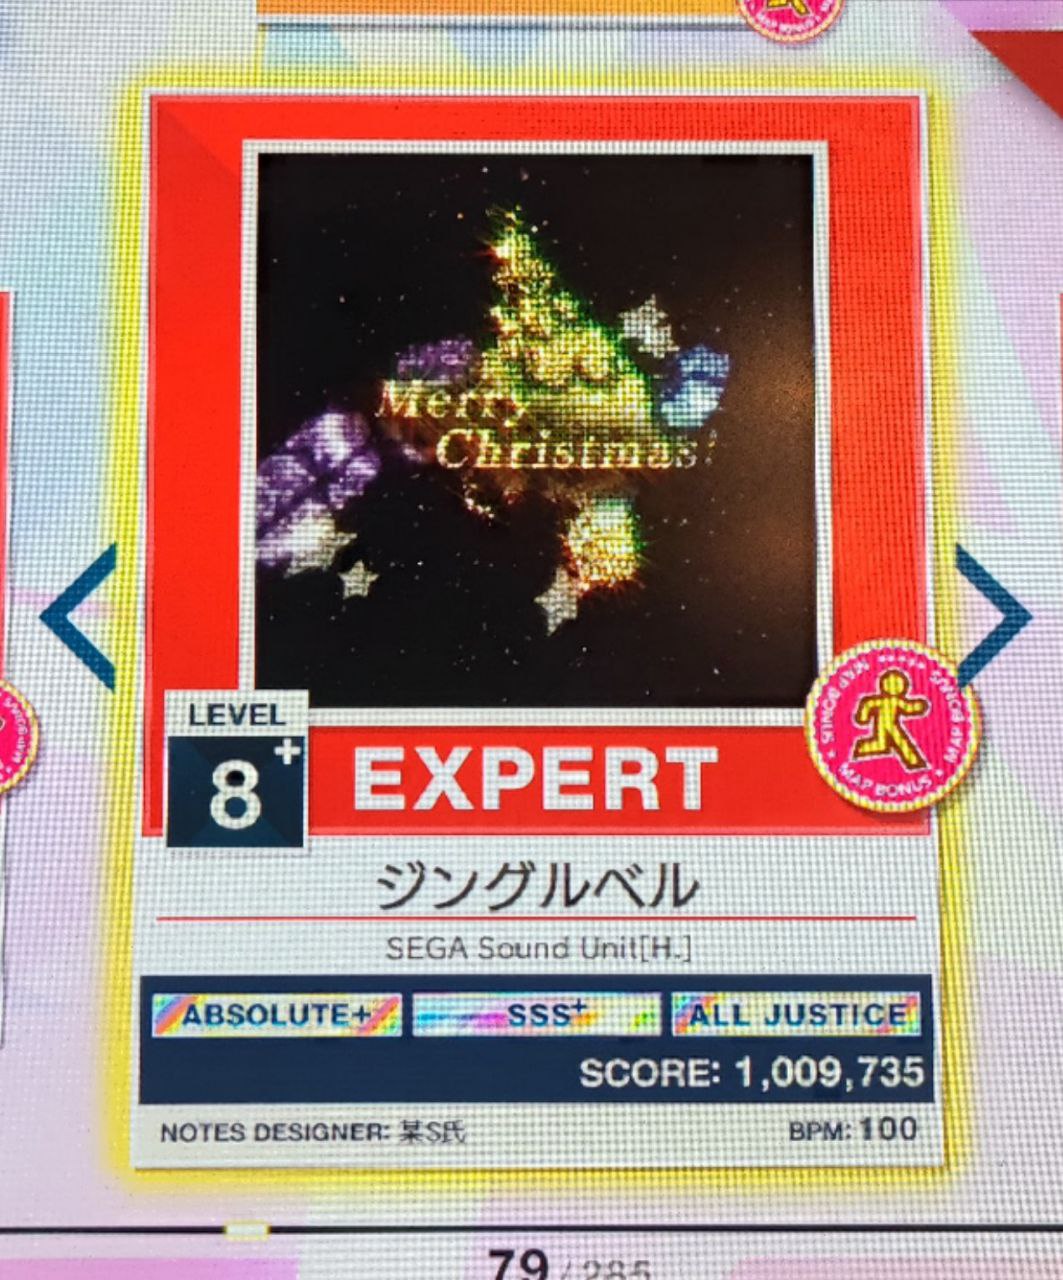 Merry
Christmas!
LEVEL
8+
EXPERT
MAP BONUS
ジングルベル
SEGA Sound Unit[H.]
ABSOLUTE+ SSS+ ALL JUSTICE
SCORE: 1,009,735
NOTES DESIGNER: 某S氏 BPM: 100
79 / 285